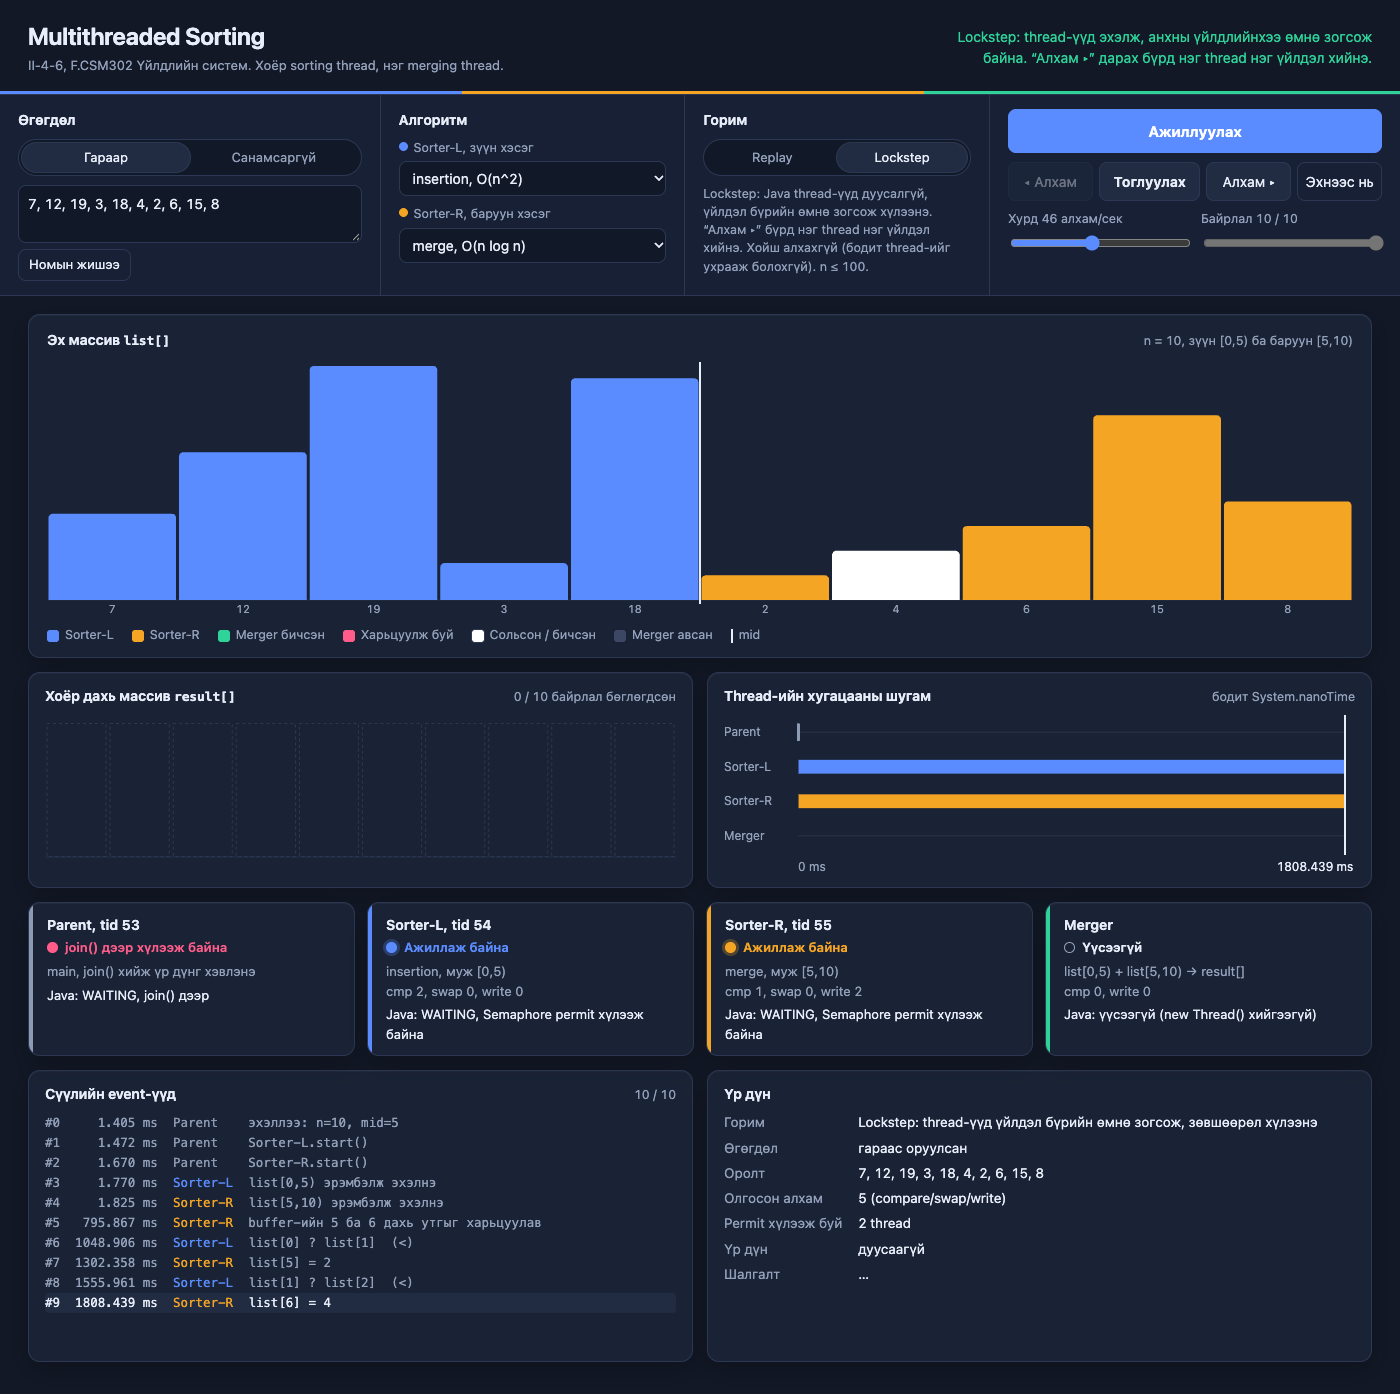 Multithreaded Sorting
II-4-6, F.CSM302 Үйлдлийн систем. Хоёр sorting thread, нэг merging thread.
Lockstep: thread-үүд эхэлж, анхны үйлдлийнхээ өмнө зогсож
байна. “Алхам ▸” дарах бүрд нэг thread нэг үйлдэл хийнэ.
Өгөгдөл
Гараар
Санамсаргүй
7, 12, 19, 3, 18, 4, 2, 6, 15, 8
Номын жишээ
Алгоритм
Sorter-L, зүүн хэсэг
insertion, O(n^2)
Sorter-R, баруун хэсэг
merge, O(n log n)
Горим
Replay
Lockstep
Lockstep: Java thread-үүд дуусалгүй,
үйлдэл бүрийн өмнө зогсож хүлээнэ.
“Алхам ▸” бүрд нэг thread нэг үйлдэл
хийнэ. Хойш алхахгүй (бодит thread-ийг
ухрааж болохгүй). n ≤ 100.
Ажиллуулах
◂ Алхам
Тоглуулах
Алхам ▸
Эхнээс нь
Хурд 46 алхам/сек
Байрлал 10 / 10
Эх массив list[]
n = 10, зүүн [0,5) ба баруун [5,10)
7 12 19 3 18 2 4 6 15 8
Sorter-L Sorter-R Merger бичсэн Харьцуулж буй Сольсон / бичсэн Merger авсан mid
Хоёр дахь массив result[]
0 / 10 байрлал бөглөгдсөн
Thread-ийн хугацааны шугам
бодит System.nanoTime
Parent
Sorter-L
Sorter-R
Merger
0 ms
1808.439 ms
Parent, tid 53
join() дээр хүлээж байна
main, join() хийж үр дүнг хэвлэнэ
Java: WAITING, join() дээр
Sorter-L, tid 54
Ажиллаж байна
insertion, муж [0,5)
cmp 2, swap 0, write 0
Java: WAITING, Semaphore permit хүлээж
байна
Sorter-R, tid 55
Ажиллаж байна
merge, муж [5,10)
cmp 1, swap 0, write 2
Java: WAITING, Semaphore permit хүлээж
байна
Merger
Үүсээгүй
list[0,5) + list[5,10) → result[]
cmp 0, write 0
Java: үүсээгүй (new Thread() хийгээгүй)
Сүүлийн event-үүд
10 / 10
#0 1.405 ms Parent эхэллээ: n=10, mid=5
#1 1.472 ms Parent Sorter-L.start()
#2 1.670 ms Parent Sorter-R.start()
#3 1.770 ms Sorter-L list[0,5) эрэмбэлж эхэлнэ
#4 1.825 ms Sorter-R list[5,10) эрэмбэлж эхэлнэ
#5 795.867 ms Sorter-R buffer-ийн 5 ба 6 дахь утгыг харьцуулав
#6 1048.906 ms Sorter-L list[0] ? list[1] (<)
#7 1302.358 ms Sorter-R list[5] = 2
#8 1555.961 ms Sorter-L list[1] ? list[2] (<)
#9 1808.439 ms Sorter-R list[6] = 4
Үр дүн
Горим Lockstep: thread-үүд үйлдэл бүрийн өмнө зогсож, зөвшөөрөл хүлээнэ
Өгөгдөл гараас оруулсан
Оролт 7, 12, 19, 3, 18, 4, 2, 6, 15, 8
Олгосон алхам 5 (compare/swap/write)
Permit хүлээж буй 2 thread
Үр дүн дуусаагүй
Шалгалт ...